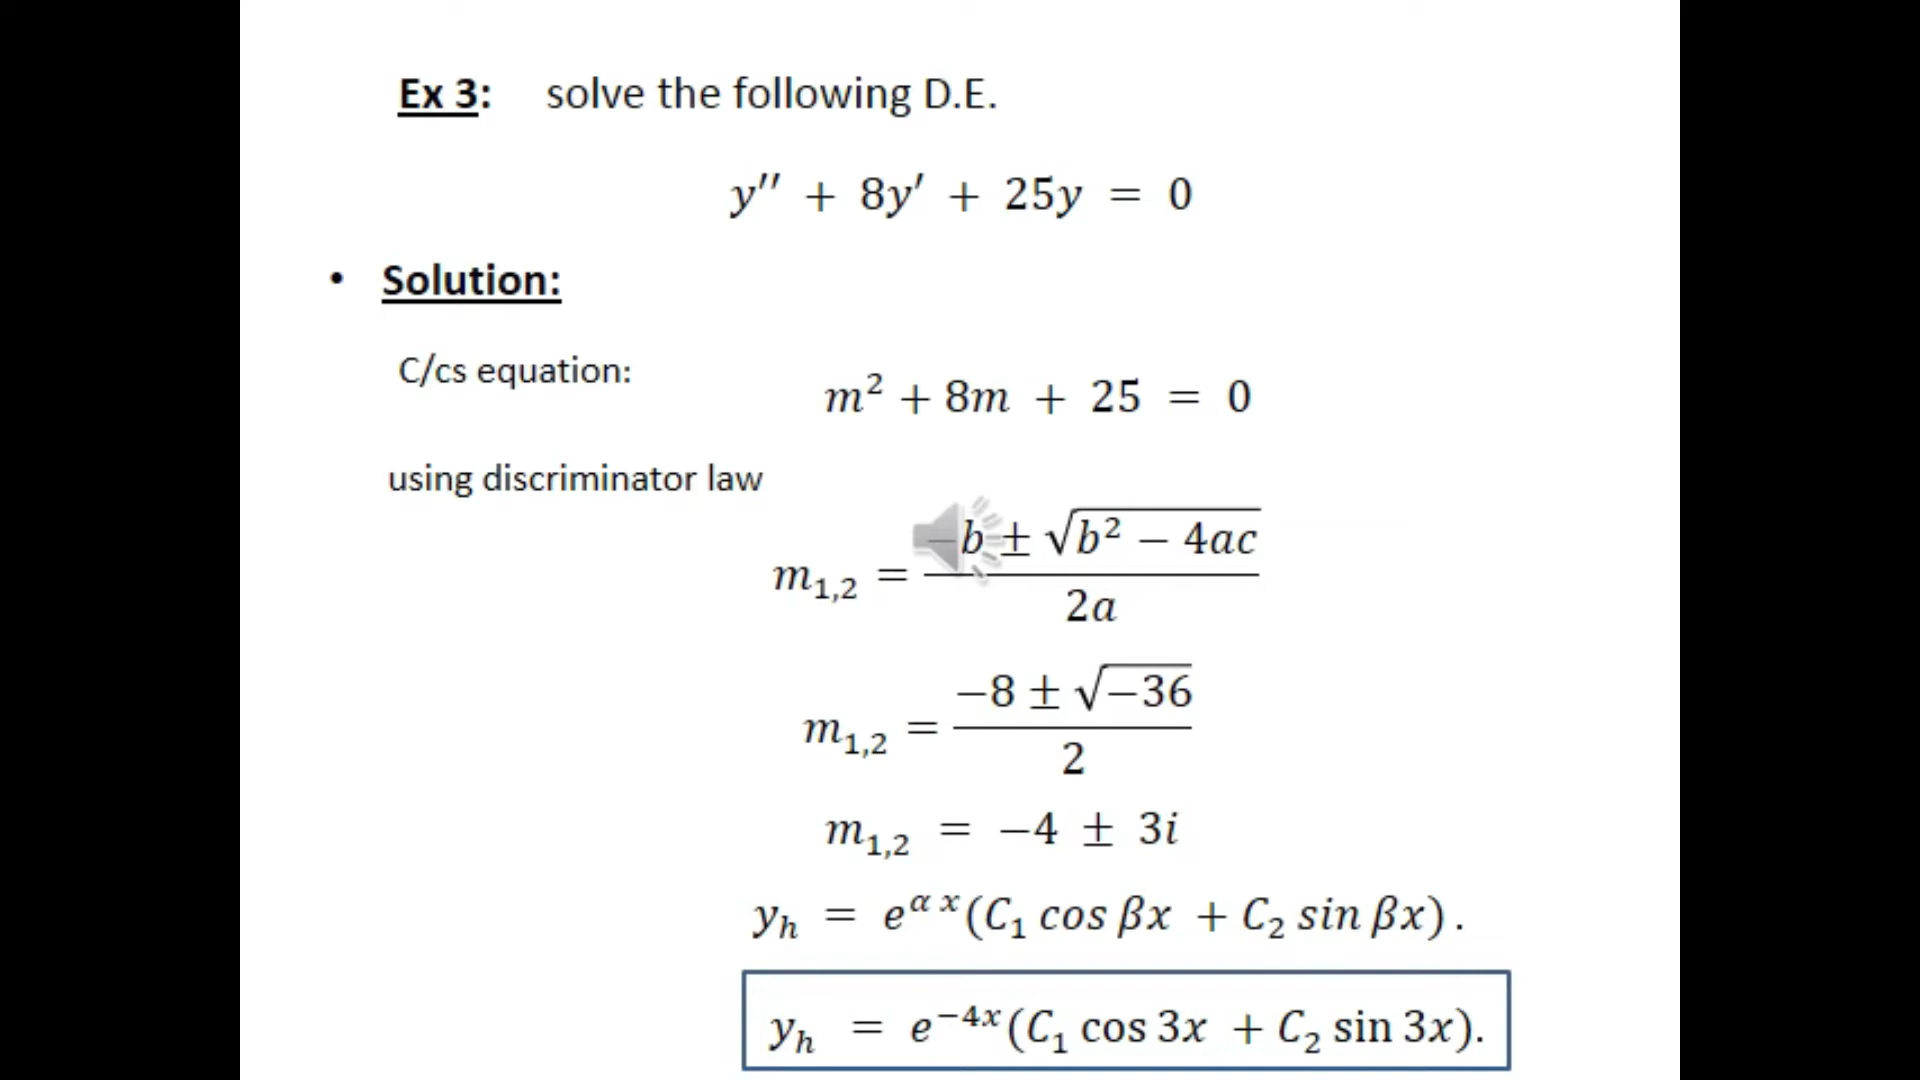 Ex 3: solve the following D.E.
y′′ + 8y′ + 25y = 0
• Solution:
C/cs equation:
m² + 8m + 25 = 0
using discriminator law
m₁,₂ = (−b ± √(b² − 4ac)) / 2a
m₁,₂ = (−8 ± √(−36)) / 2
m₁,₂ = −4 ± 3i
yₕ = e^(α x)(C₁ cos βx + C₂ sin βx).
yₕ = e^(−4x)(C₁ cos 3x + C₂ sin 3x).